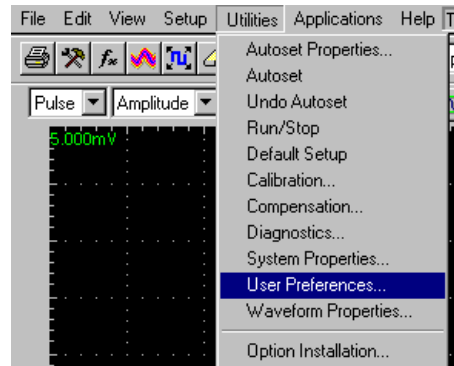 File Edit View Setup Utilities Applications Help
Pulse Amplitude
5.000mV
Autoset Properties...
Autoset
Undo Autoset
Run/Stop
Default Setup
Calibration...
Compensation...
Diagnostics...
System Properties...
User Preferences...
Waveform Properties...
Option Installation...